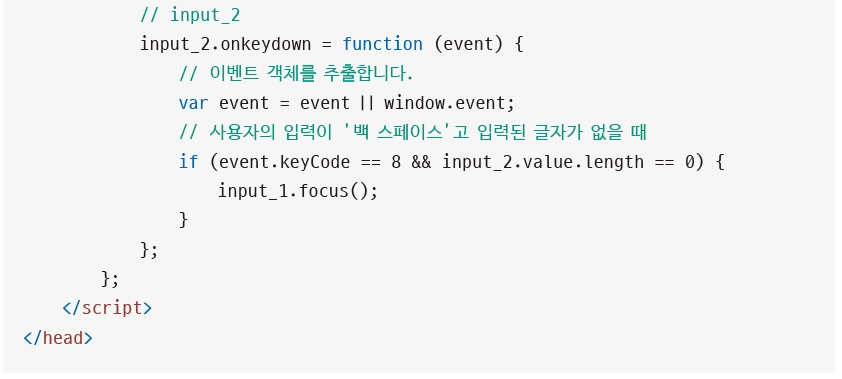 // input_2
input_2.onkeydown = function (event) {
// 이벤트 객체를 추출합니다.
var event = event || window.event;
// 사용자의 입력이 '백 스페이스'고 입력된 글자가 없을 때
if (event.keyCode == 8 && input_2.value.length == 0) {
input_1.focus();
}
};
};
</script>
</head>